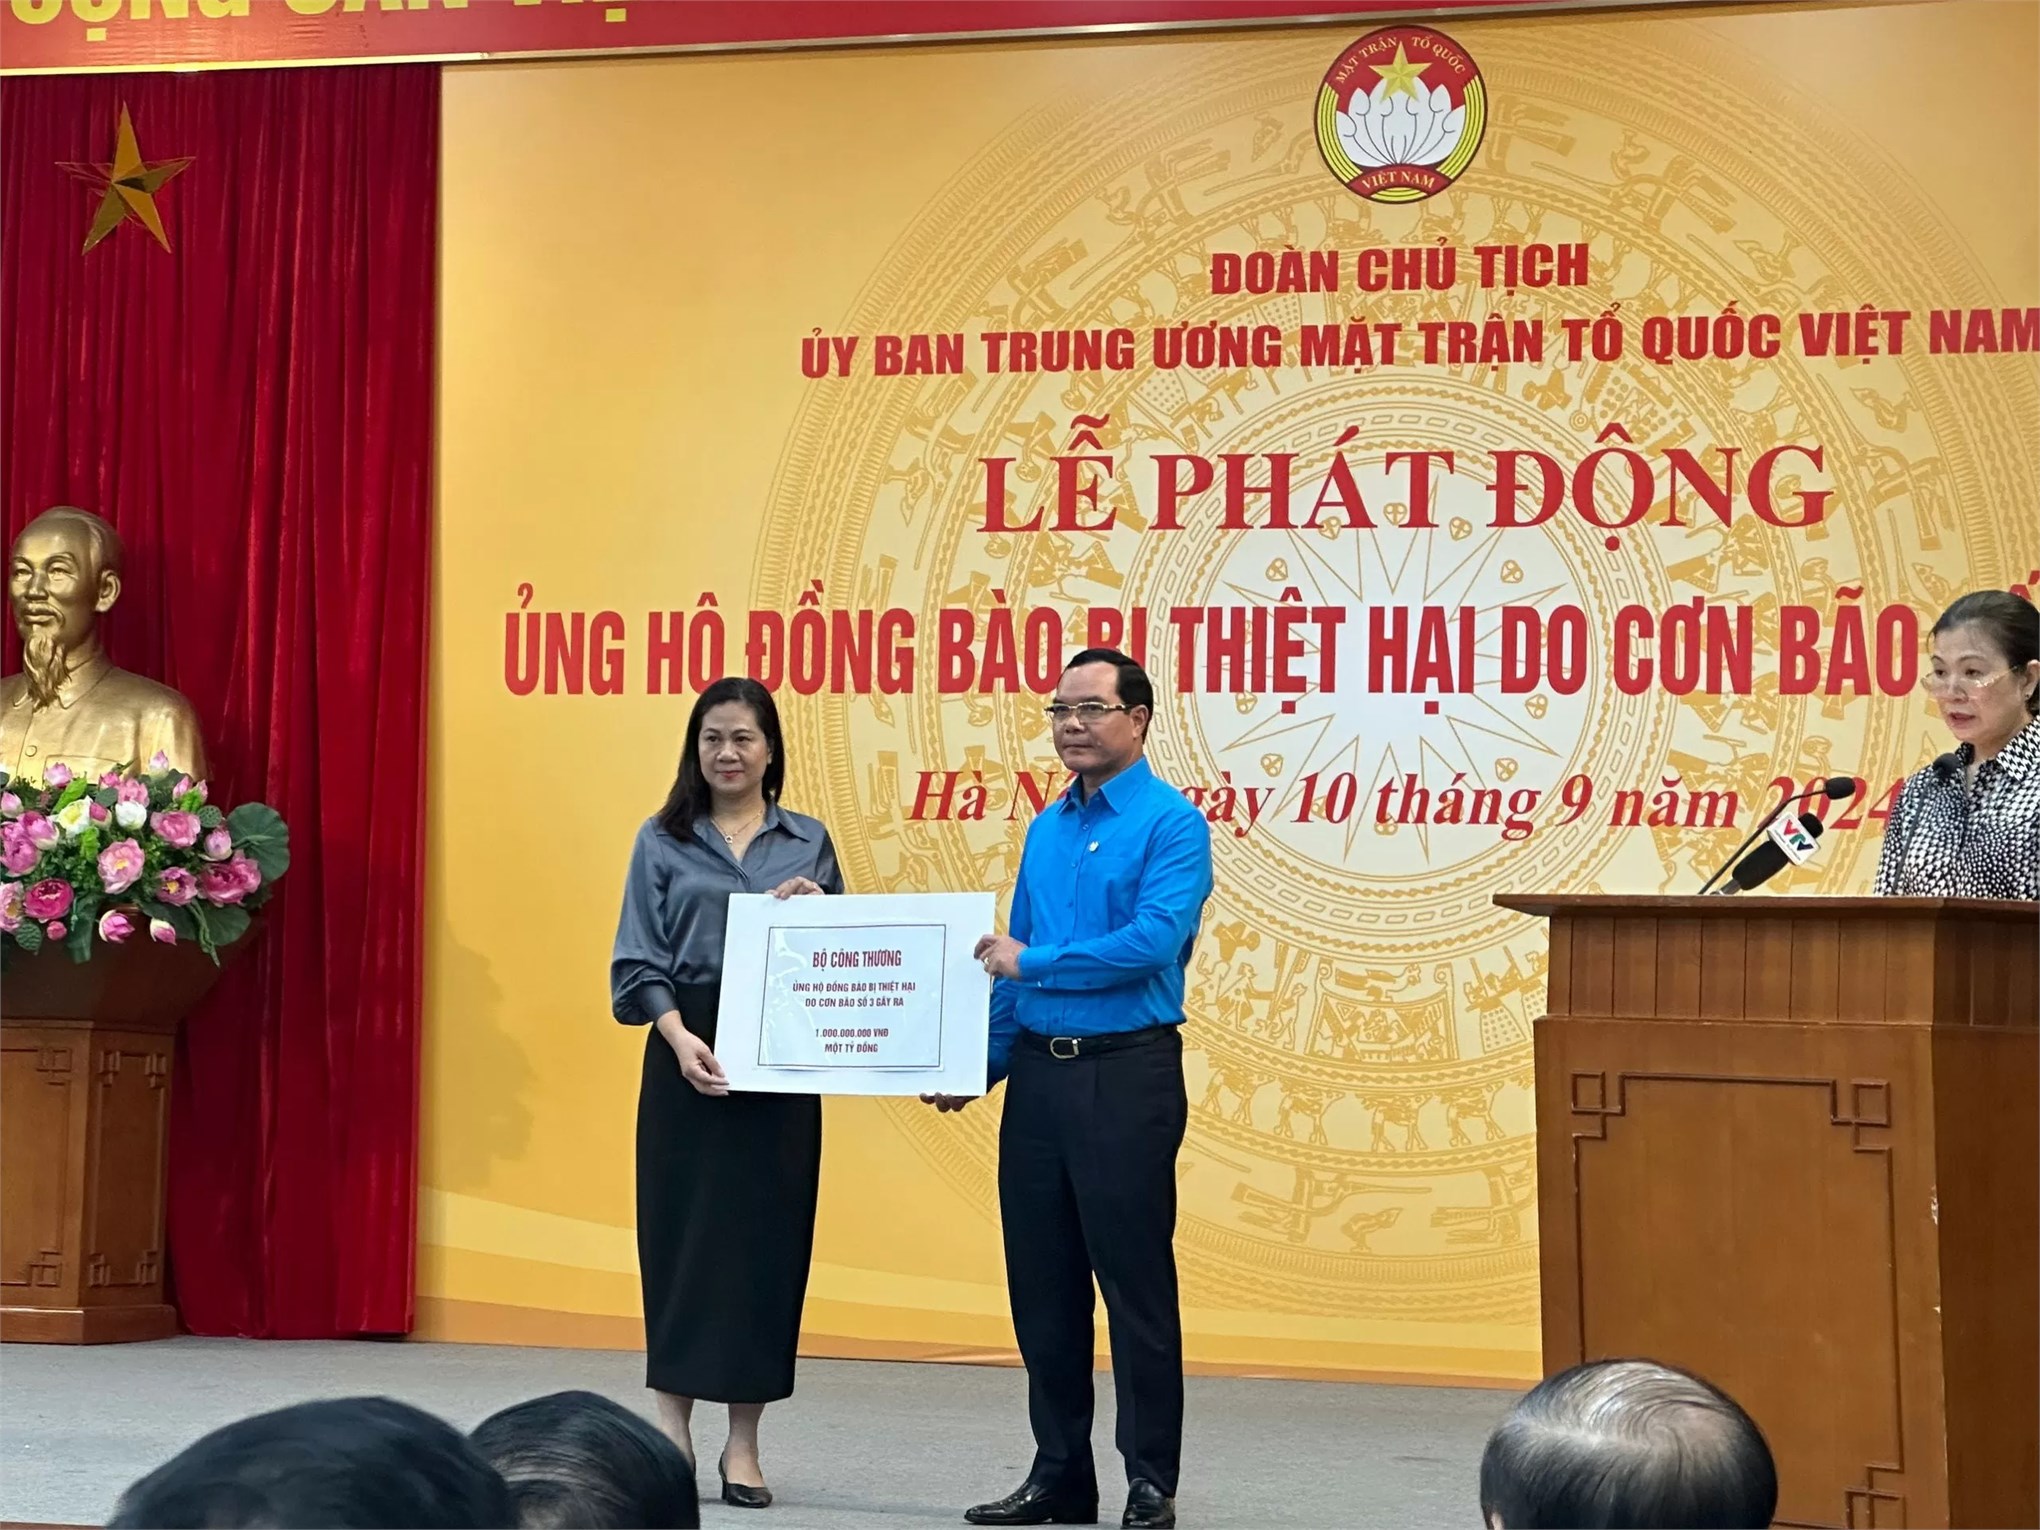 CỘNG SẢN
MẶT TRẬN TỔ QUỐC
VIỆT NAM
ĐOÀN CHỦ TỊCH
ỦY BAN TRUNG ƯƠNG MẶT TRẬN TỔ QUỐC VIỆT NAM
LỄ PHÁT ĐỘNG
ỦNG HỘ ĐỒNG BÀO BỊ THIỆT HẠI DO CƠN BÃO
Hà Nội, ngày 10 tháng 9 năm 2024
VTV
BỘ CÔNG THƯƠNG
ỦNG HỘ ĐỒNG BÀO BỊ THIỆT HẠI
DO CƠN BÃO SỐ 3 GÂY RA
1.000.000.000 VNĐ
MỘT TỶ ĐỒNG